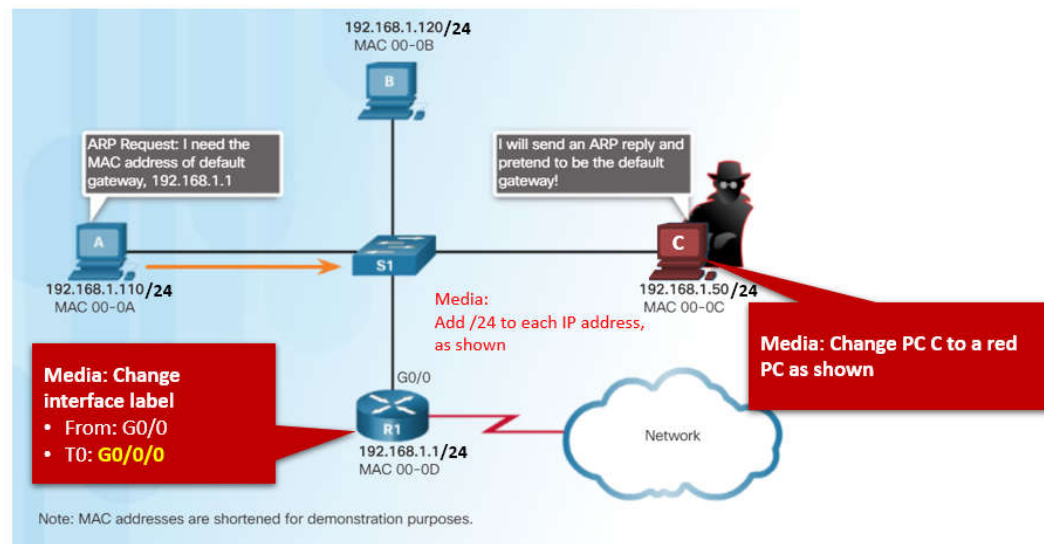 192.168.1.120/24
MAC 00-0B
B
ARP Request: I need the
MAC address of default
gateway, 192.168.1.1
I will send an ARP reply and
pretend to be the default
gateway!
A
S1
C
192.168.1.110/24
MAC 00-0A
192.168.1.50/24
MAC 00-0C
Media:
Add /24 to each IP address,
as shown
Media: Change PC C to a red
PC as shown
Media: Change
interface label
• From: G0/0
• T0: G0/0/0
G0/0
R1
192.168.1.1/24
MAC 00-0D
Network
Note: MAC addresses are shortened for demonstration purposes.